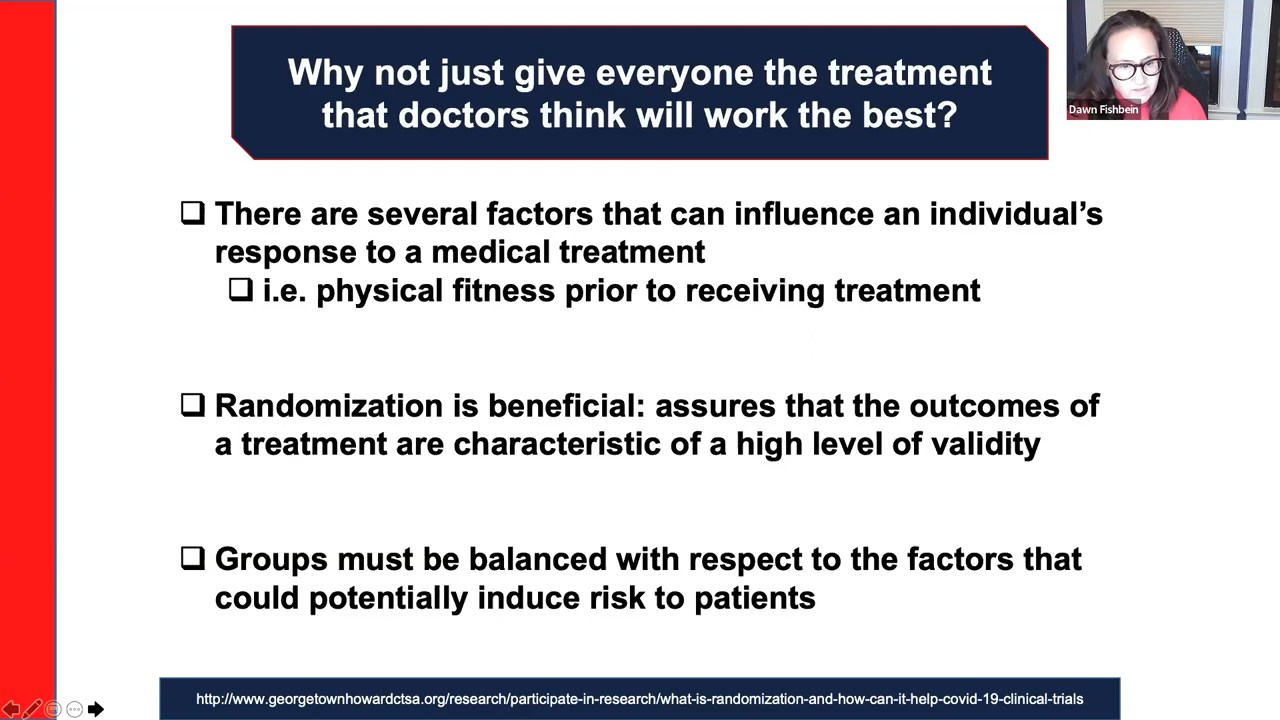 Why not just give everyone the treatment
that doctors think will work the best?
Dawn Fishbein
There are several factors that can influence an individual’s
response to a medical treatment
i.e. physical fitness prior to receiving treatment
Randomization is beneficial: assures that the outcomes of
a treatment are characteristic of a high level of validity
Groups must be balanced with respect to the factors that
could potentially induce risk to patients
http://www.georgetownhowardctsa.org/research/participate-in-research/what-is-randomization-and-how-can-it-help-covid-19-clinical-trials